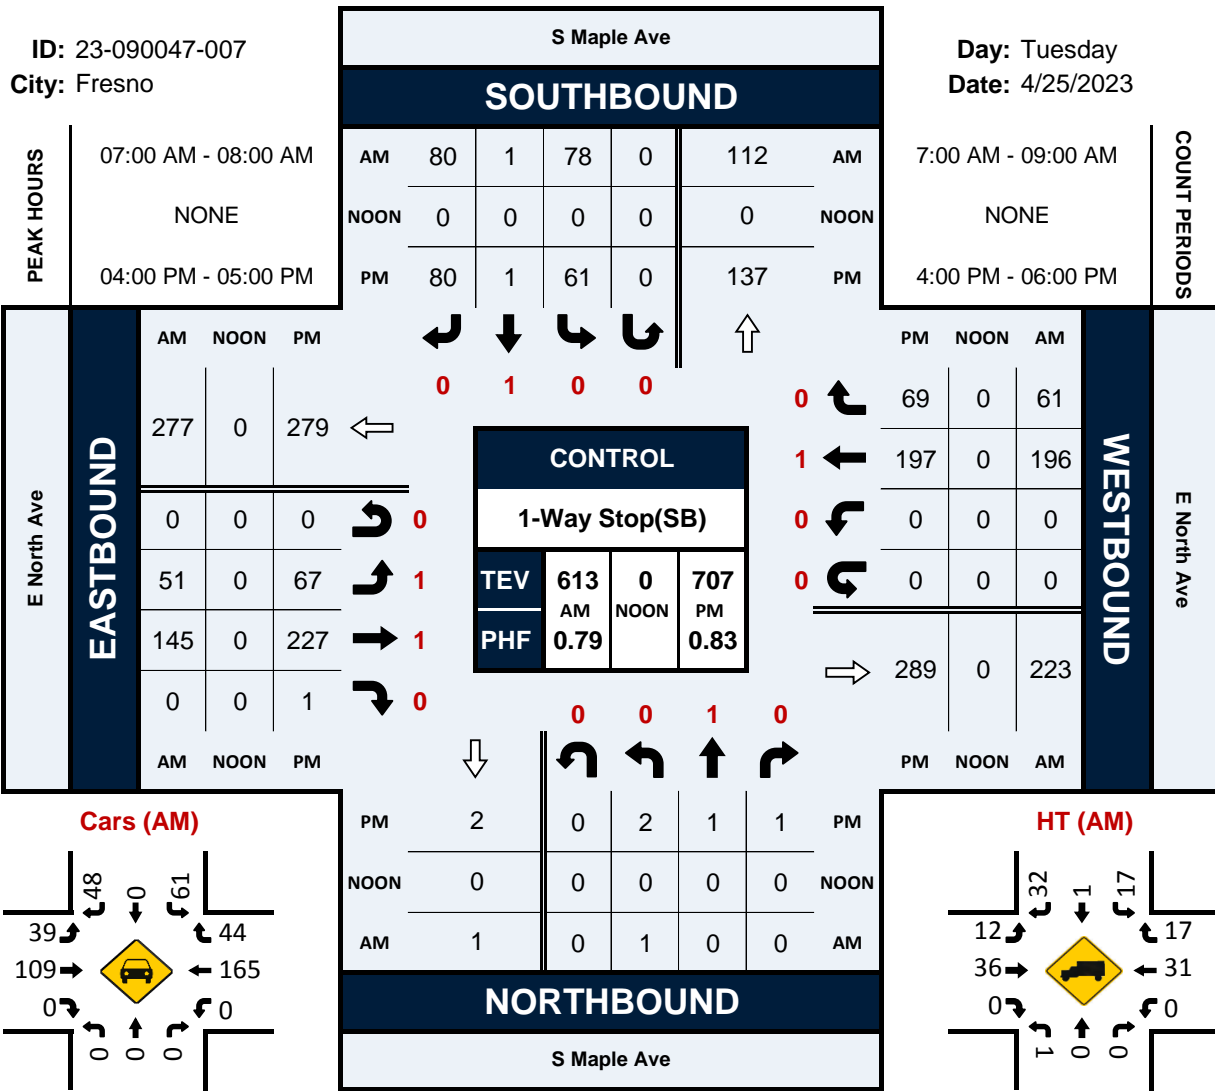 S Maple Ave
ID: 23-090047-007
Day: Tuesday
City: Fresno
SOUTHBOUND
Date: 4/25/2023
PEAK HOURS
07:00 AM - 08:00 AM
NONE
04:00 PM - 05:00 PM
AM 80 1 78 0 112 AM
NOON 0 0 0 0 0 NOON
PM 80 1 61 0 137 PM
7:00 AM - 09:00 AM
NONE
4:00 PM - 06:00 PM
COUNT PERIODS
0 1 0 0
E North Ave
EASTBOUND
AM NOON PM
277 0 279
0 0 0 0
51 0 67 1
145 0 227 1
0 0 1 0
AM NOON PM
CONTROL
1-Way Stop(SB)
TEV 613 0 707
AM NOON PM
PHF 0.79 0.83
PM NOON AM
0 69 0 61
1 197 0 196
0 0 0 0
0 0 0 0
289 0 223
PM NOON AM
WESTBOUND
E North Ave
0 0 1 0
PM 2 0 2 1 1 PM
NOON 0 0 0 0 0 NOON
AM 1 0 1 0 0 AM
NORTHBOUND
S Maple Ave
Cars (AM)
48 0 61
39 44
109 165
0 0
0 0 0
HT (AM)
32 1 17
12 17
36 31
0 0
1 0 0